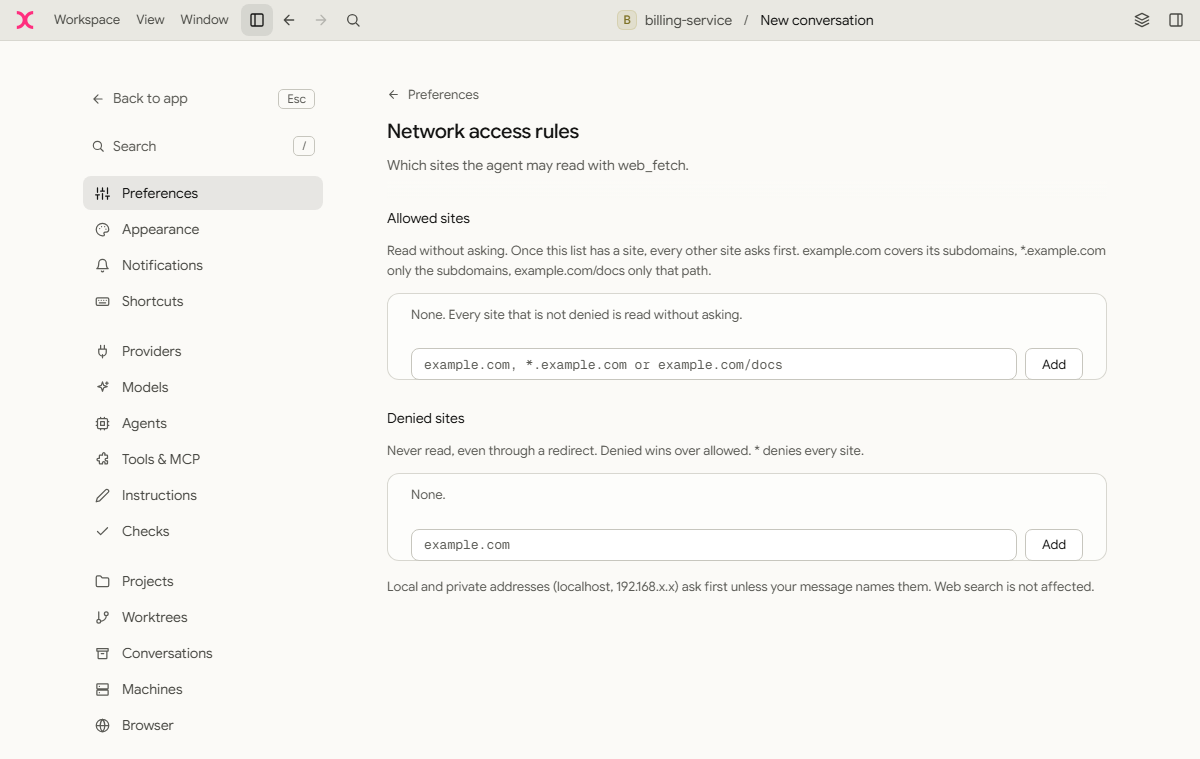 Workspace View Window
B billing-service / New conversation
Back to app Esc
Search /
Preferences
Appearance
Notifications
Shortcuts
Providers
Models
Agents
Tools & MCP
Instructions
Checks
Projects
Worktrees
Conversations
Machines
Browser
Preferences
Network access rules
Which sites the agent may read with web_fetch.
Allowed sites
Read without asking. Once this list has a site, every other site asks first. example.com covers its subdomains, *.example.com
only the subdomains, example.com/docs only that path.
None. Every site that is not denied is read without asking.
example.com, *.example.com or example.com/docs Add
Denied sites
Never read, even through a redirect. Denied wins over allowed. * denies every site.
None.
example.com Add
Local and private addresses (localhost, 192.168.x.x) ask first unless your message names them. Web search is not affected.